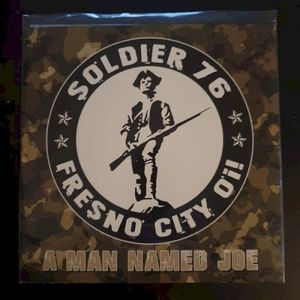 SOLDIER 76
FRESNO CITY Oi!
A MAN NAMED JOE